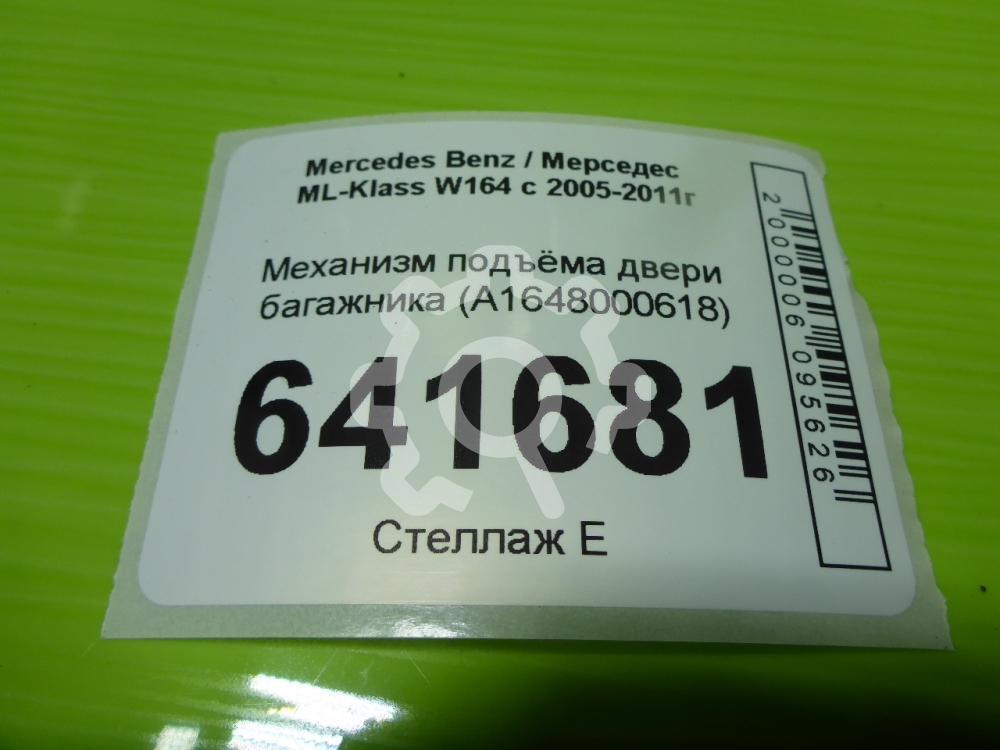 Mercedes Benz / Мерседес
ML-Klass W164 с 2005-2011г
Механизм подъёма двери
багажника (A1648000618)
641681
Стеллаж Е
2000006095626